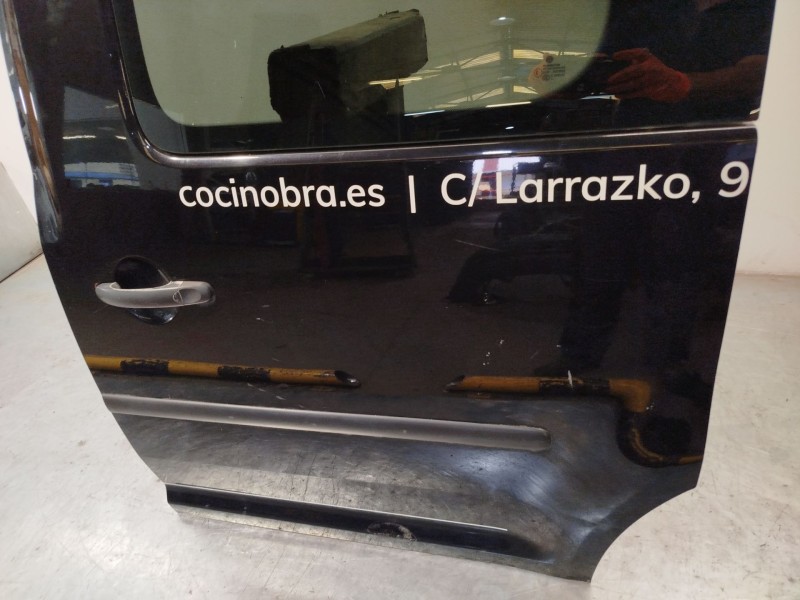 cocinobra.es | C/ Larrazko, 9